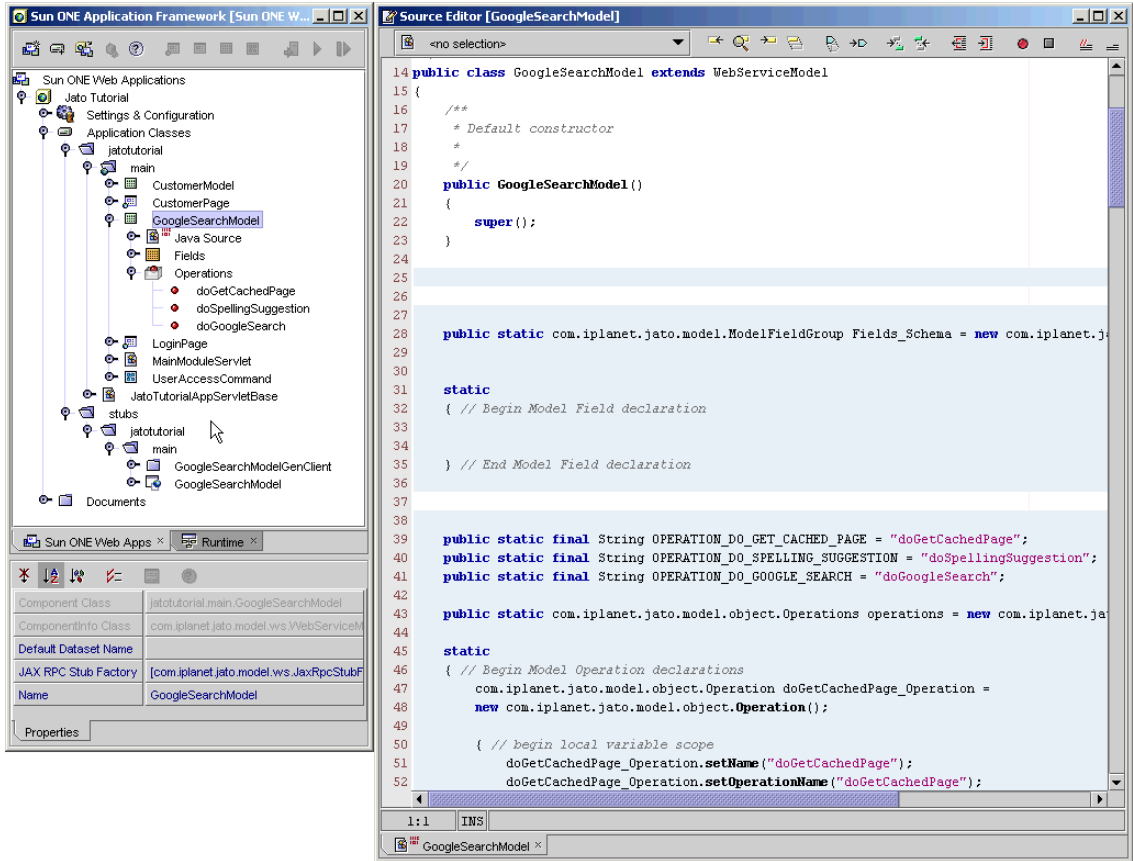 Sun ONE Application Framework [Sun ONE W...
Sun ONE Web Applications
Jato Tutorial
Settings & Configuration
Application Classes
jatotutorial
main
CustomerModel
CustomerPage
GoogleSearchModel
Java Source
Fields
Operations
doGetCachedPage
doSpellingSuggestion
doGoogleSearch
LoginPage
MainModuleServlet
UserAccessCommand
JatoTutorialAppServletBase
stubs
jatotutorial
main
GoogleSearchModelGenClient
GoogleSearchModel
Documents
Sun ONE Web Apps × Runtime ×
Component Class jatotutorial.main.GoogleSearchModel
ComponentInfo Class com.iplanet.jato.model.ws.WebServiceM
Default Dataset Name
JAX RPC Stub Factory [com.iplanet.jato.model.ws.JaxRpcStubF
Name GoogleSearchModel
Properties
Source Editor [GoogleSearchModel]
<no selection>
14 public class GoogleSearchModel extends WebServiceModel
15 {
16 /**
17 * Default constructor
18 *
19 */
20 public GoogleSearchModel()
21 {
22 super();
23 }
24
25
26
27
28 public static com.iplanet.jato.model.ModelFieldGroup Fields_Schema = new com.iplanet.j
29
30
31 static
32 { // Begin Model Field declaration
33
34
35 } // End Model Field declaration
36
37
38
39 public static final String OPERATION_DO_GET_CACHED_PAGE = "doGetCachedPage";
40 public static final String OPERATION_DO_SPELLING_SUGGESTION = "doSpellingSuggestion";
41 public static final String OPERATION_DO_GOOGLE_SEARCH = "doGoogleSearch";
42
43 public static com.iplanet.jato.model.object.Operations operations = new com.iplanet.ja
44
45 static
46 { // Begin Model Operation declarations
47 com.iplanet.jato.model.object.Operation doGetCachedPage_Operation =
48 new com.iplanet.jato.model.object.Operation();
49
50 { // begin local variable scope
51 doGetCachedPage_Operation.setName("doGetCachedPage");
52 doGetCachedPage_Operation.setOperationName("doGetCachedPage");
1:1 INS
GoogleSearchModel ×